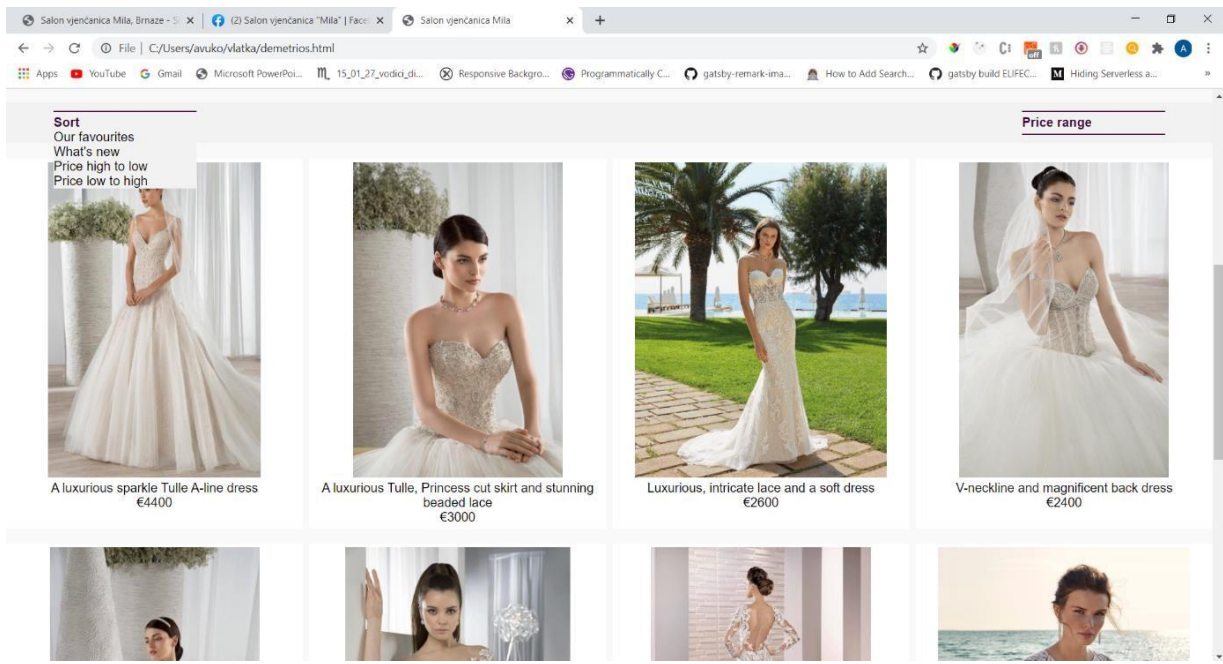 Salon vjenčanica Mila, Brnaze - S
(2) Salon vjenčanica "Mila" | Face
Salon vjenčanica Mila
File | C:/Users/avuko/vlatka/demetrios.html
off
A
Apps
YouTube
Gmail
Microsoft PowerPoi...
15_01_27_vodici_di...
Responsive Backgro...
Programmatically C...
gatsby-remark-ima...
How to Add Search...
gatsby build ELIFEC...
Hiding Serverless a...
Sort
Our favourites
What's new
Price high to low
Price low to high
Price range
A luxurious sparkle Tulle A-line dress
€4400
A luxurious Tulle, Princess cut skirt and stunning
beaded lace
€3000
Luxurious, intricate lace and a soft dress
€2600
V-neckline and magnificent back dress
€2400